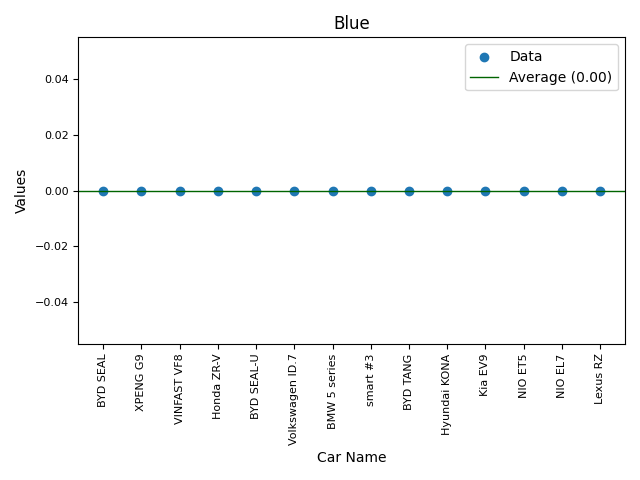 Blue
Data
Average (0.00)
Values
0.04
0.02
0.00
−0.02
−0.04
BYD SEAL
XPENG G9
VINFAST VF8
Honda ZR-V
BYD SEAL-U
Volkswagen ID.7
BMW 5 series
smart #3
BYD TANG
Hyundai KONA
Kia EV9
NIO ET5
NIO EL7
Lexus RZ
Car Name